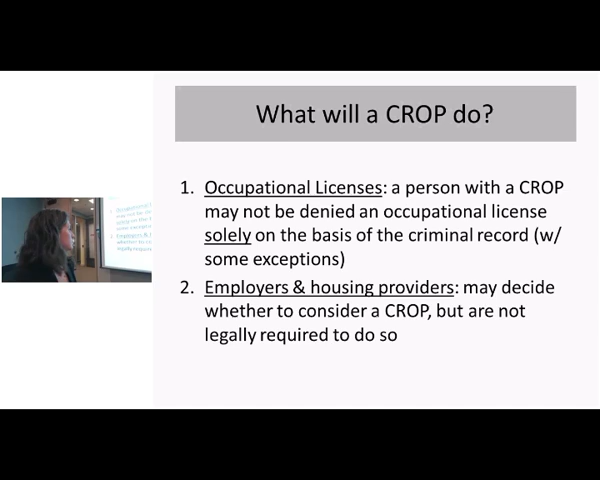 What will a CROP do?
1. Occupational Licenses: a person with a CROP
may not be denied an occupational license
solely on the basis of the criminal record (w/
some exceptions)
2. Employers & housing providers: may decide
whether to consider a CROP, but are not
legally required to do so